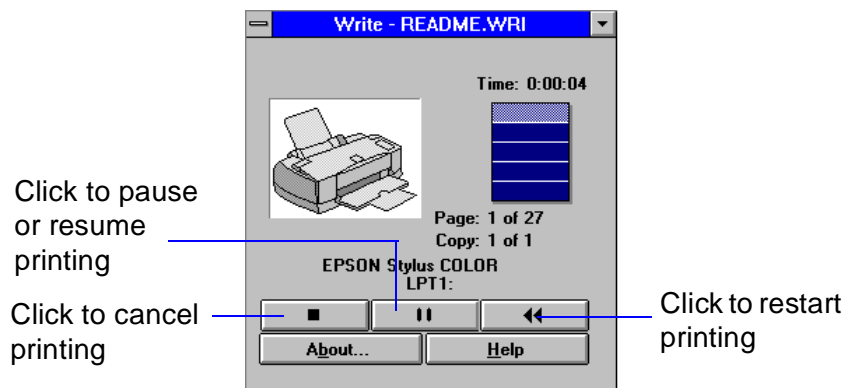 Write - README.WRI
Time: 0:00:04
Click to pause
or resume
printing
Page: 1 of 27
Copy: 1 of 1
EPSON Stylus COLOR
LPT1:
Click to cancel
printing
Click to restart
printing
About...
Help